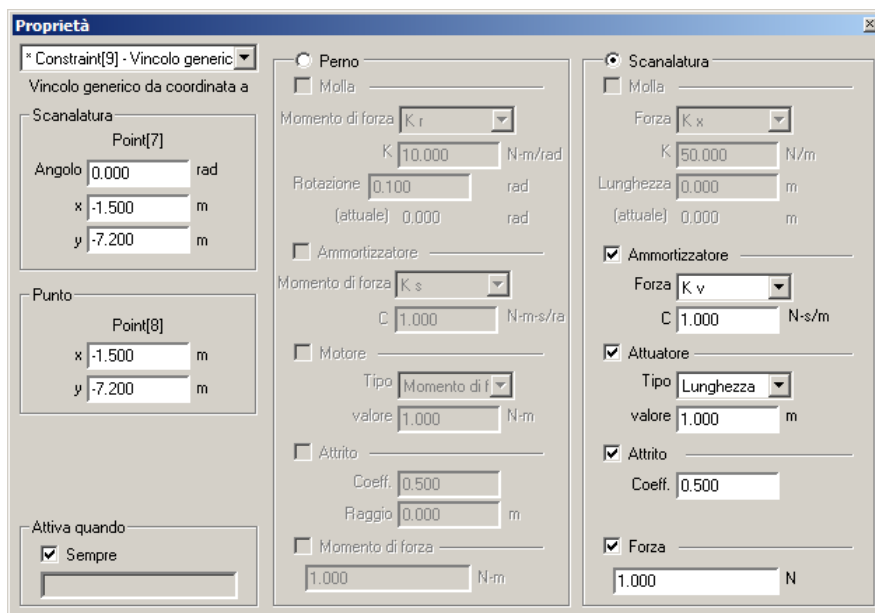 Proprietà
* Constraint[9] - Vincolo generic
Vincolo generico da coordinata a
Scanalatura
Point[7]
Angolo 0.000 rad
x -1.500 m
y -7.200 m
Punto
Point[8]
x -1.500 m
y -7.200 m
Attiva quando
Sempre
Perno
Molla
Momento di forza K r
K 10.000 N-m/rad
Rotazione 0.100 rad
(attuale) 0.000 rad
Ammortizzatore
Momento di forza K s
C 1.000 N-m-s/ra
Motore
Tipo Momento di f
valore 1.000 N-m
Attrito
Coeff. 0.500
Raggio 0.000 m
Momento di forza
1.000 N-m
Scanalatura
Molla
Forza K x
K 50.000 N/m
Lunghezza 0.000 m
(attuale) 0.000 m
Ammortizzatore
Forza K v
C 1.000 N-s/m
Attuatore
Tipo Lunghezza
valore 1.000 m
Attrito
Coeff. 0.500
Forza
1.000 N